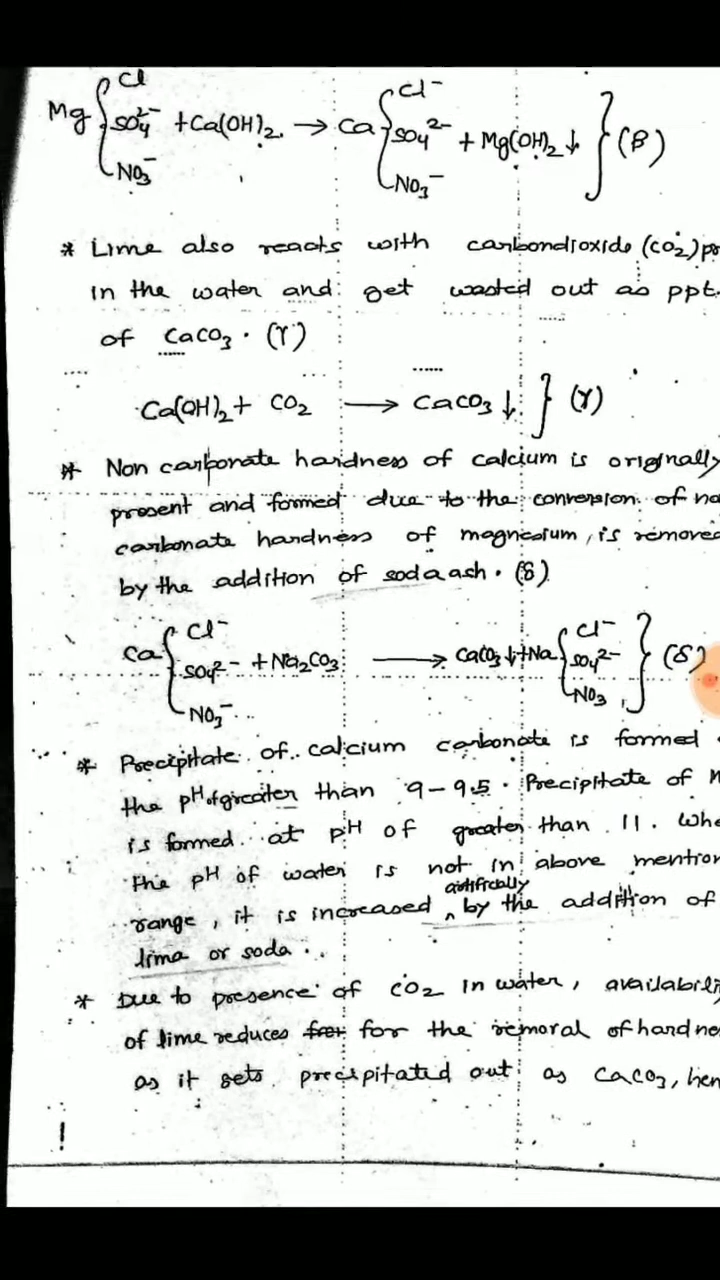 Mg { Cl SO4^2- NO3^- + Ca(OH)2 → Ca { Cl^- SO4^2- NO3^- + Mg(OH)2 ↓ } (β)
* Lime also reacts with carbondioxide (CO2)
in the water and get wasted out as ppt.
of CaCO3. (γ)
Ca(OH)2 + CO2 → CaCO3 ↓ } (γ)
* Non carbonate hardness of calcium is originally
present and formed due to the conversion of
carbonate hardness of magnesium, is removed
by the addition of soda ash. (δ)
Ca { Cl^- SO4^2- NO3^- + Na2CO3 → CaCO3 ↓ + Na { Cl^- SO4^2- NO3 } (δ)
* Precipitate of calcium carbonate is formed
the pH of greater than 9-9.5. Precipitate of
is formed at pH of greater than 11. Whe
the pH of water is not in above mention
range, it is increased artifically by the addition of
lima or soda.
* Due to presence of CO2 in water, availabili
of lime reduces for the removal of hardne
as it gets precipitated out as CaCO3, hen
!